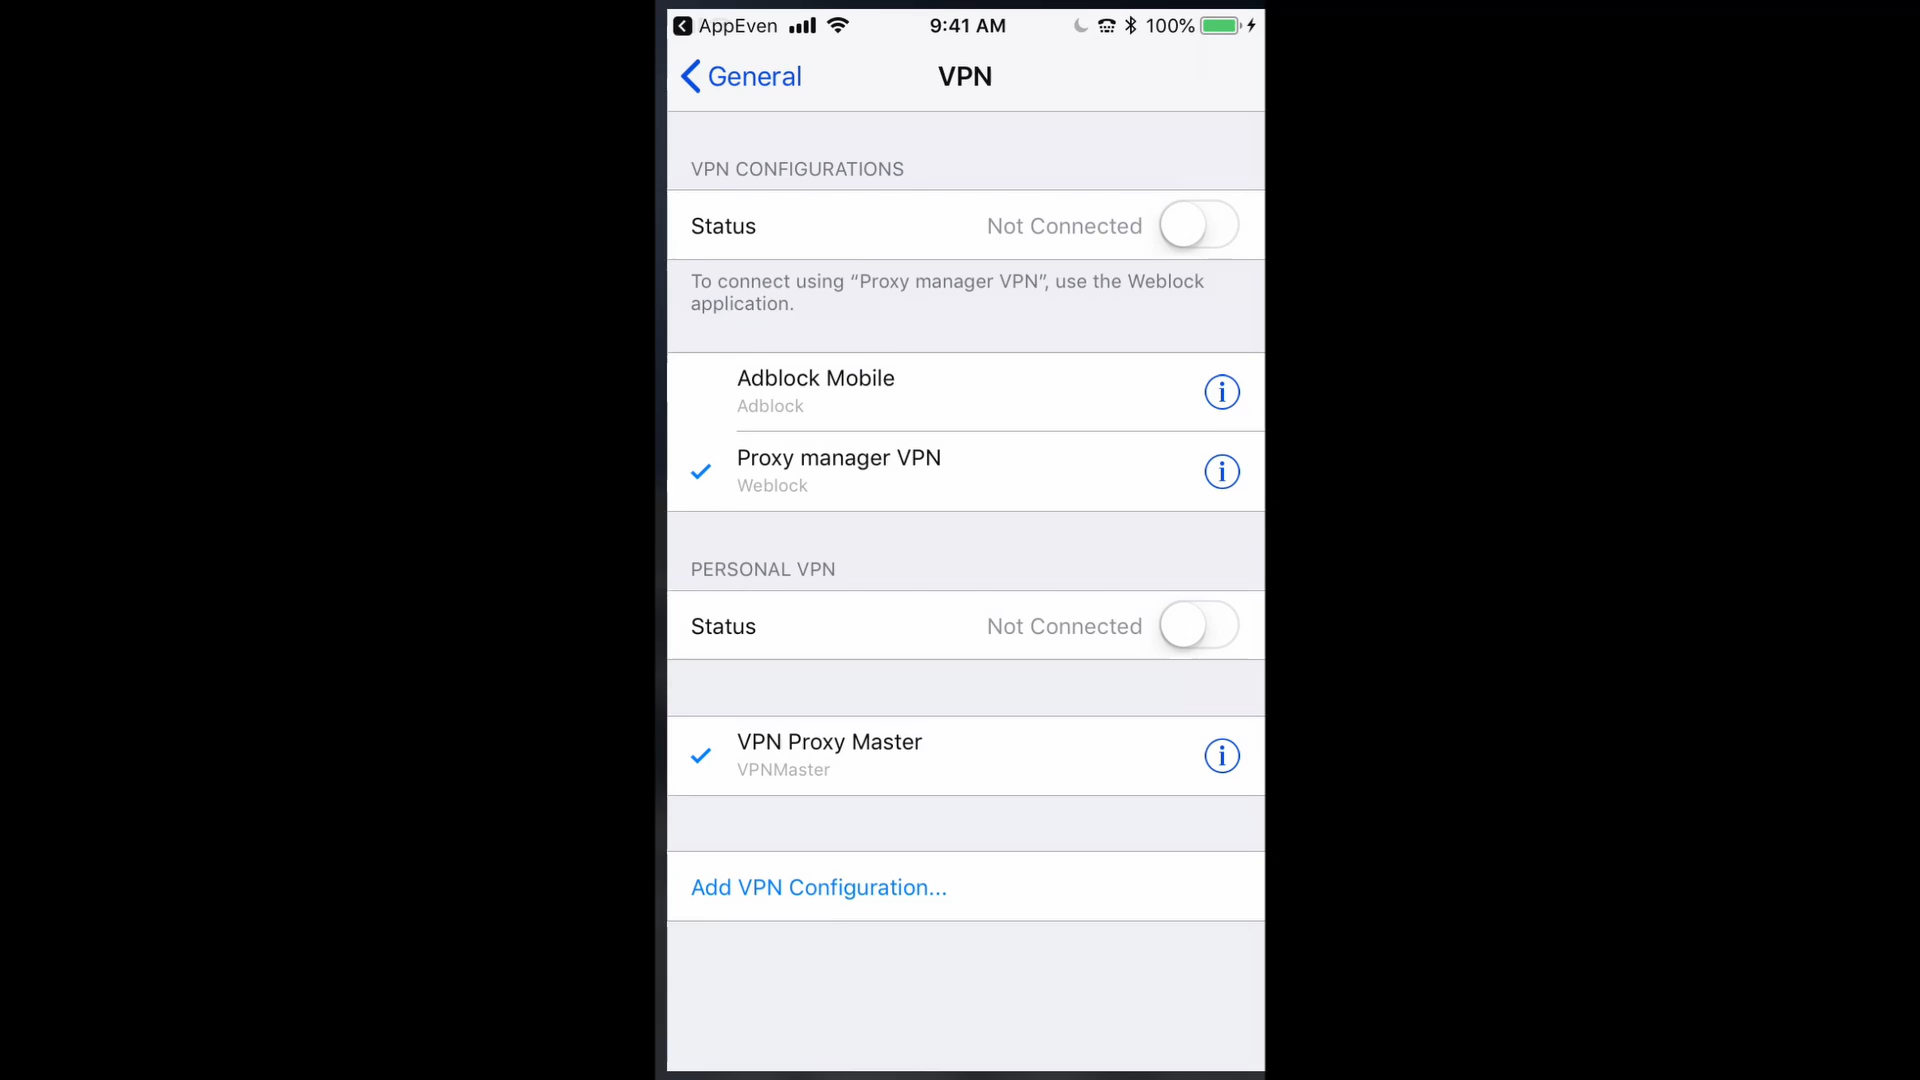 AppEven 9:41 AM 100%
General VPN
VPN CONFIGURATIONS
Status Not Connected
To connect using “Proxy manager VPN”, use the Weblock
application.
Adblock Mobile
Adblock
Proxy manager VPN
Weblock
PERSONAL VPN
Status Not Connected
VPN Proxy Master
VPNMaster
Add VPN Configuration...